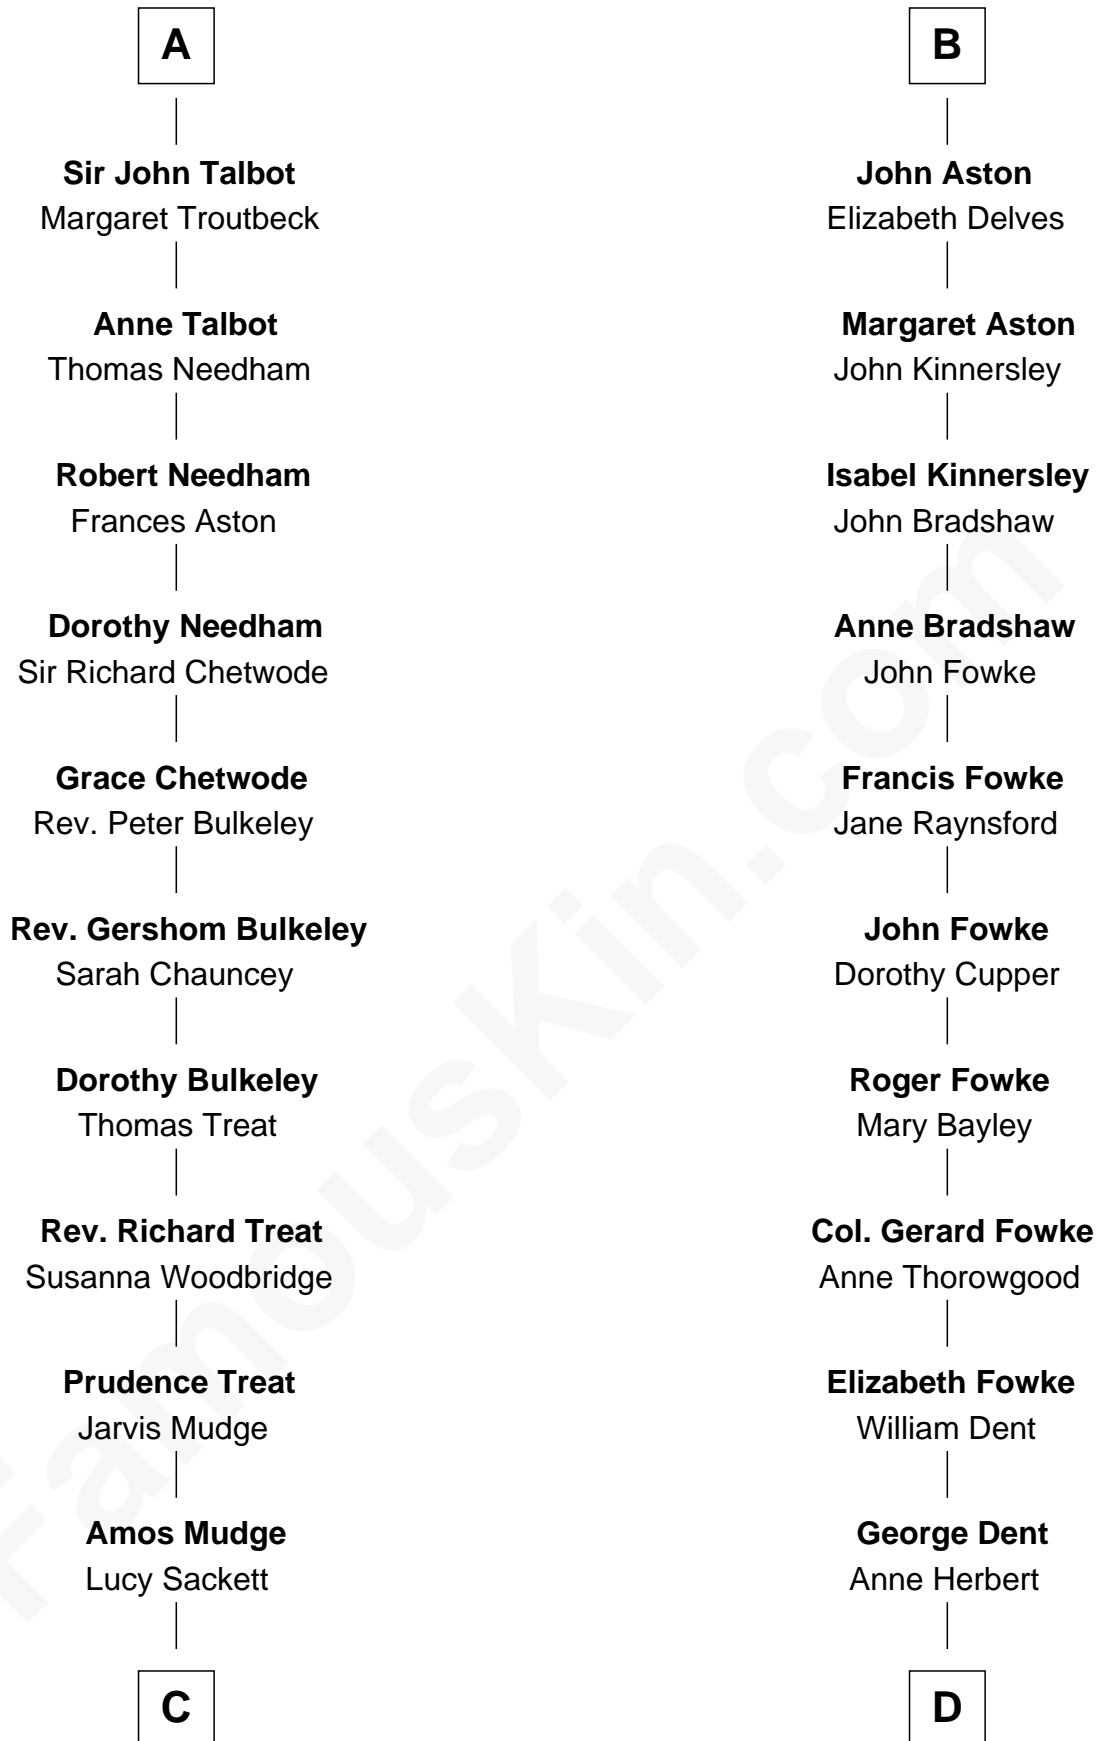 A
Sir John Talbot
Margaret Troutbeck
Anne Talbot
Thomas Needham
Robert Needham
Frances Aston
Dorothy Needham
Sir Richard Chetwode
Grace Chetwode
Rev. Peter Bulkeley
Rev. Gershom Bulkeley
Sarah Chauncey
Dorothy Bulkeley
Thomas Treat
Rev. Richard Treat
Susanna Woodbridge
Prudence Treat
Jarvis Mudge
Amos Mudge
Lucy Sackett
C
B
John Aston
Elizabeth Delves
Margaret Aston
John Kinnersley
Isabel Kinnersley
John Bradshaw
Anne Bradshaw
John Fowke
Francis Fowke
Jane Raynsford
John Fowke
Dorothy Cupper
Roger Fowke
Mary Bayley
Col. Gerard Fowke
Anne Thorowgood
Elizabeth Fowke
William Dent
George Dent
Anne Herbert
D
FamousKin.com